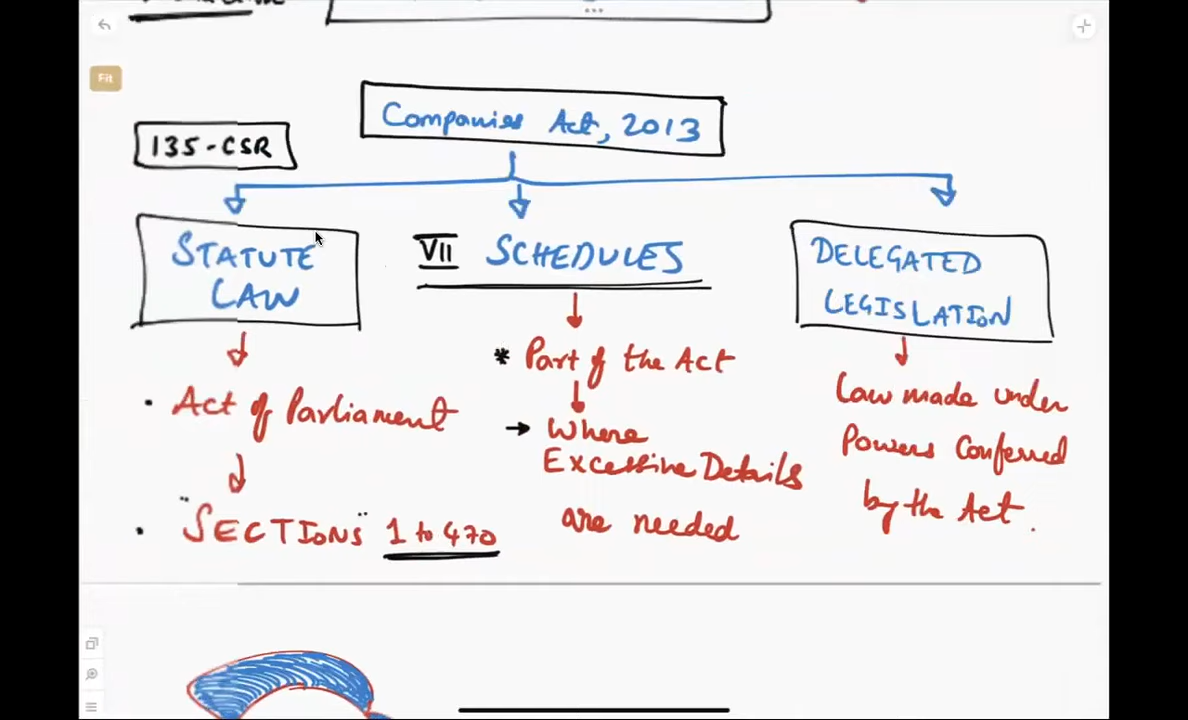 Fit
Companies Act, 2013
135-CSR
STATUTE
LAW
VII SCHEDULES
DELEGATED
LEGISLATION
• Act of Parliament
• "SECTIONS" 1 to 470
* Part of the Act
→ Where
Excessive Details
are needed
Law made under
Powers Conferred
by the Act.